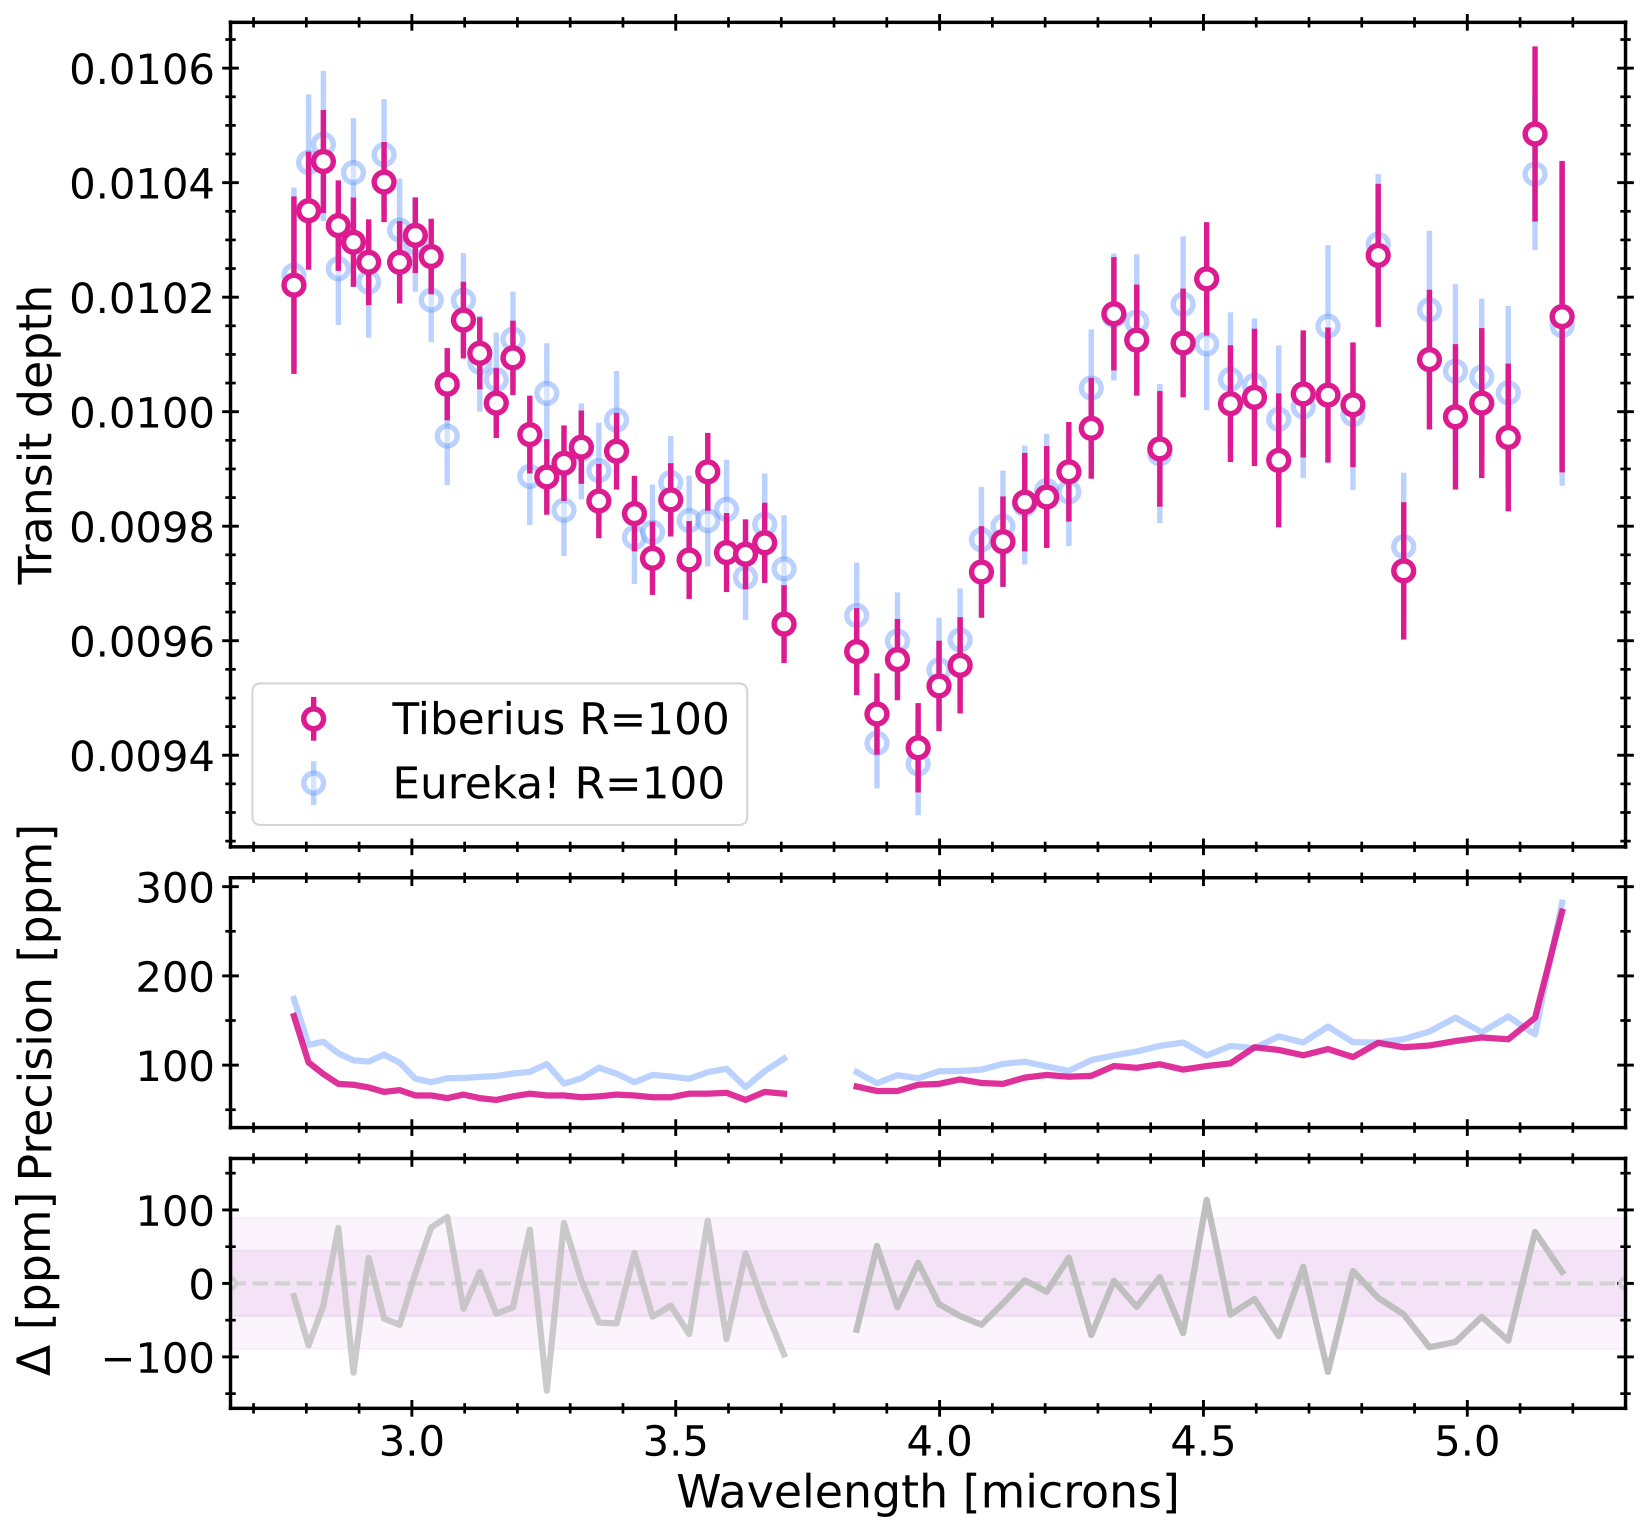 0.0106
0.0104
0.0102
0.0100
0.0098
0.0096
0.0094
Transit depth
Tiberius R=100
Eureka! R=100
300
200
100
Precision [ppm]
100
0
−100
Δ [ppm]
3.0 3.5 4.0 4.5 5.0
Wavelength [microns]